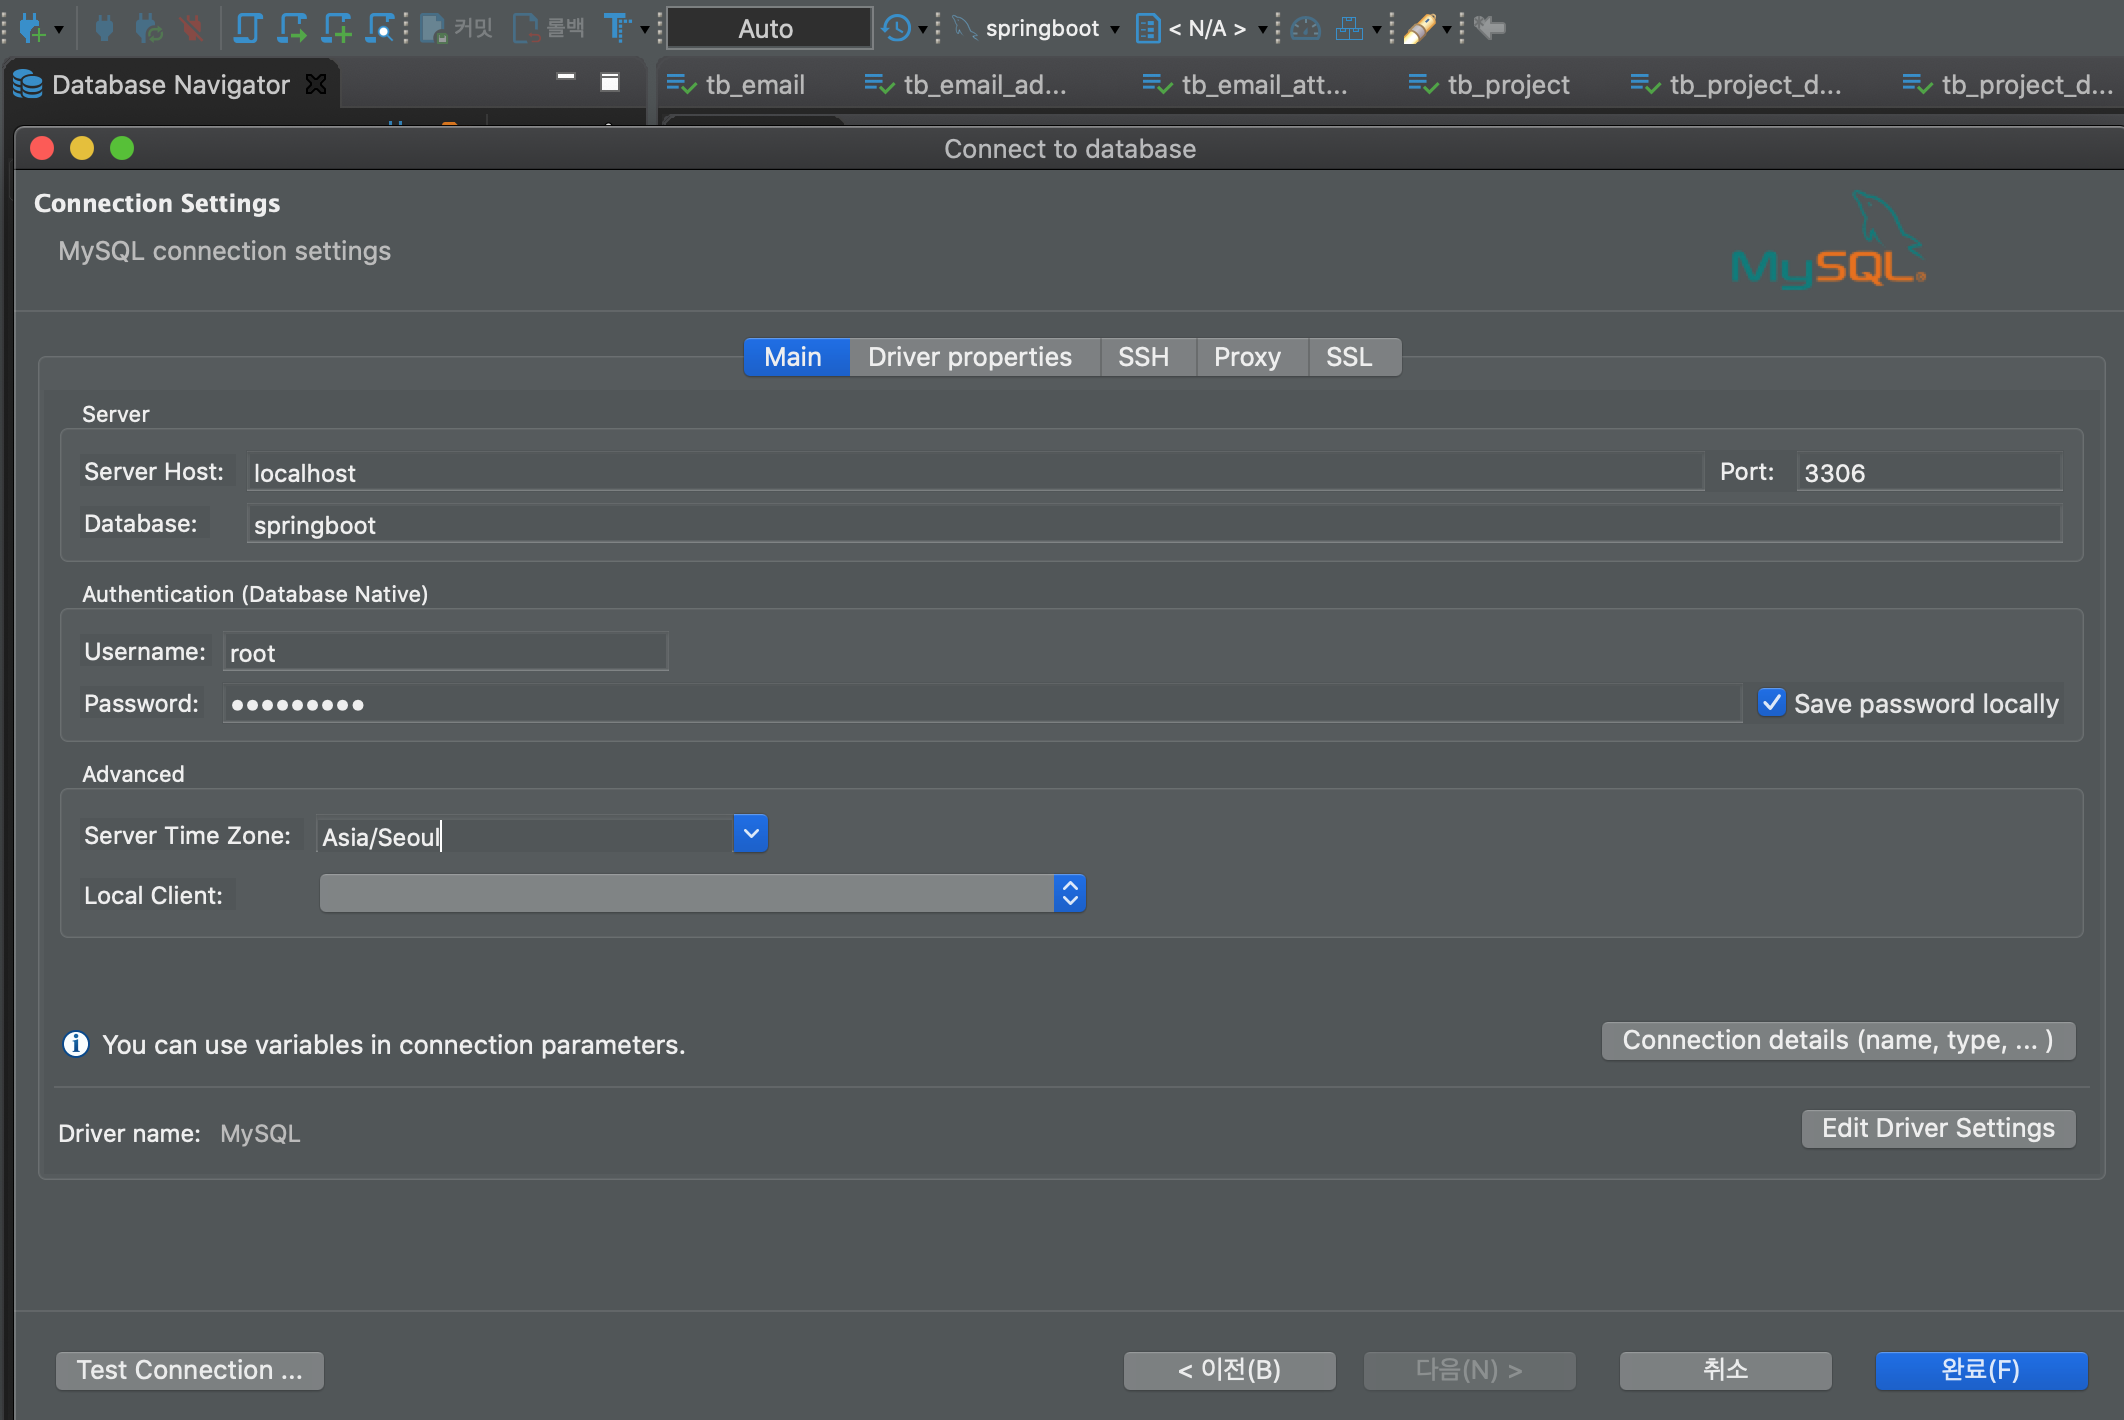 커밋 롤백 Auto springboot < N/A >
Database Navigator tb_email tb_email_ad... tb_email_att... tb_project tb_project_d... tb_project_d...
Connect to database
Connection Settings
MySQL connection settings
MySQL®
Main Driver properties SSH Proxy SSL
Server
Server Host: localhost Port: 3306
Database: springboot
Authentication (Database Native)
Username: root
Password: ••••••••• Save password locally
Advanced
Server Time Zone: Asia/Seoul
Local Client:
You can use variables in connection parameters.
Connection details (name, type, ... )
Driver name: MySQL
Edit Driver Settings
Test Connection ... < 이전(B) 다음(N) > 취소 완료(F)